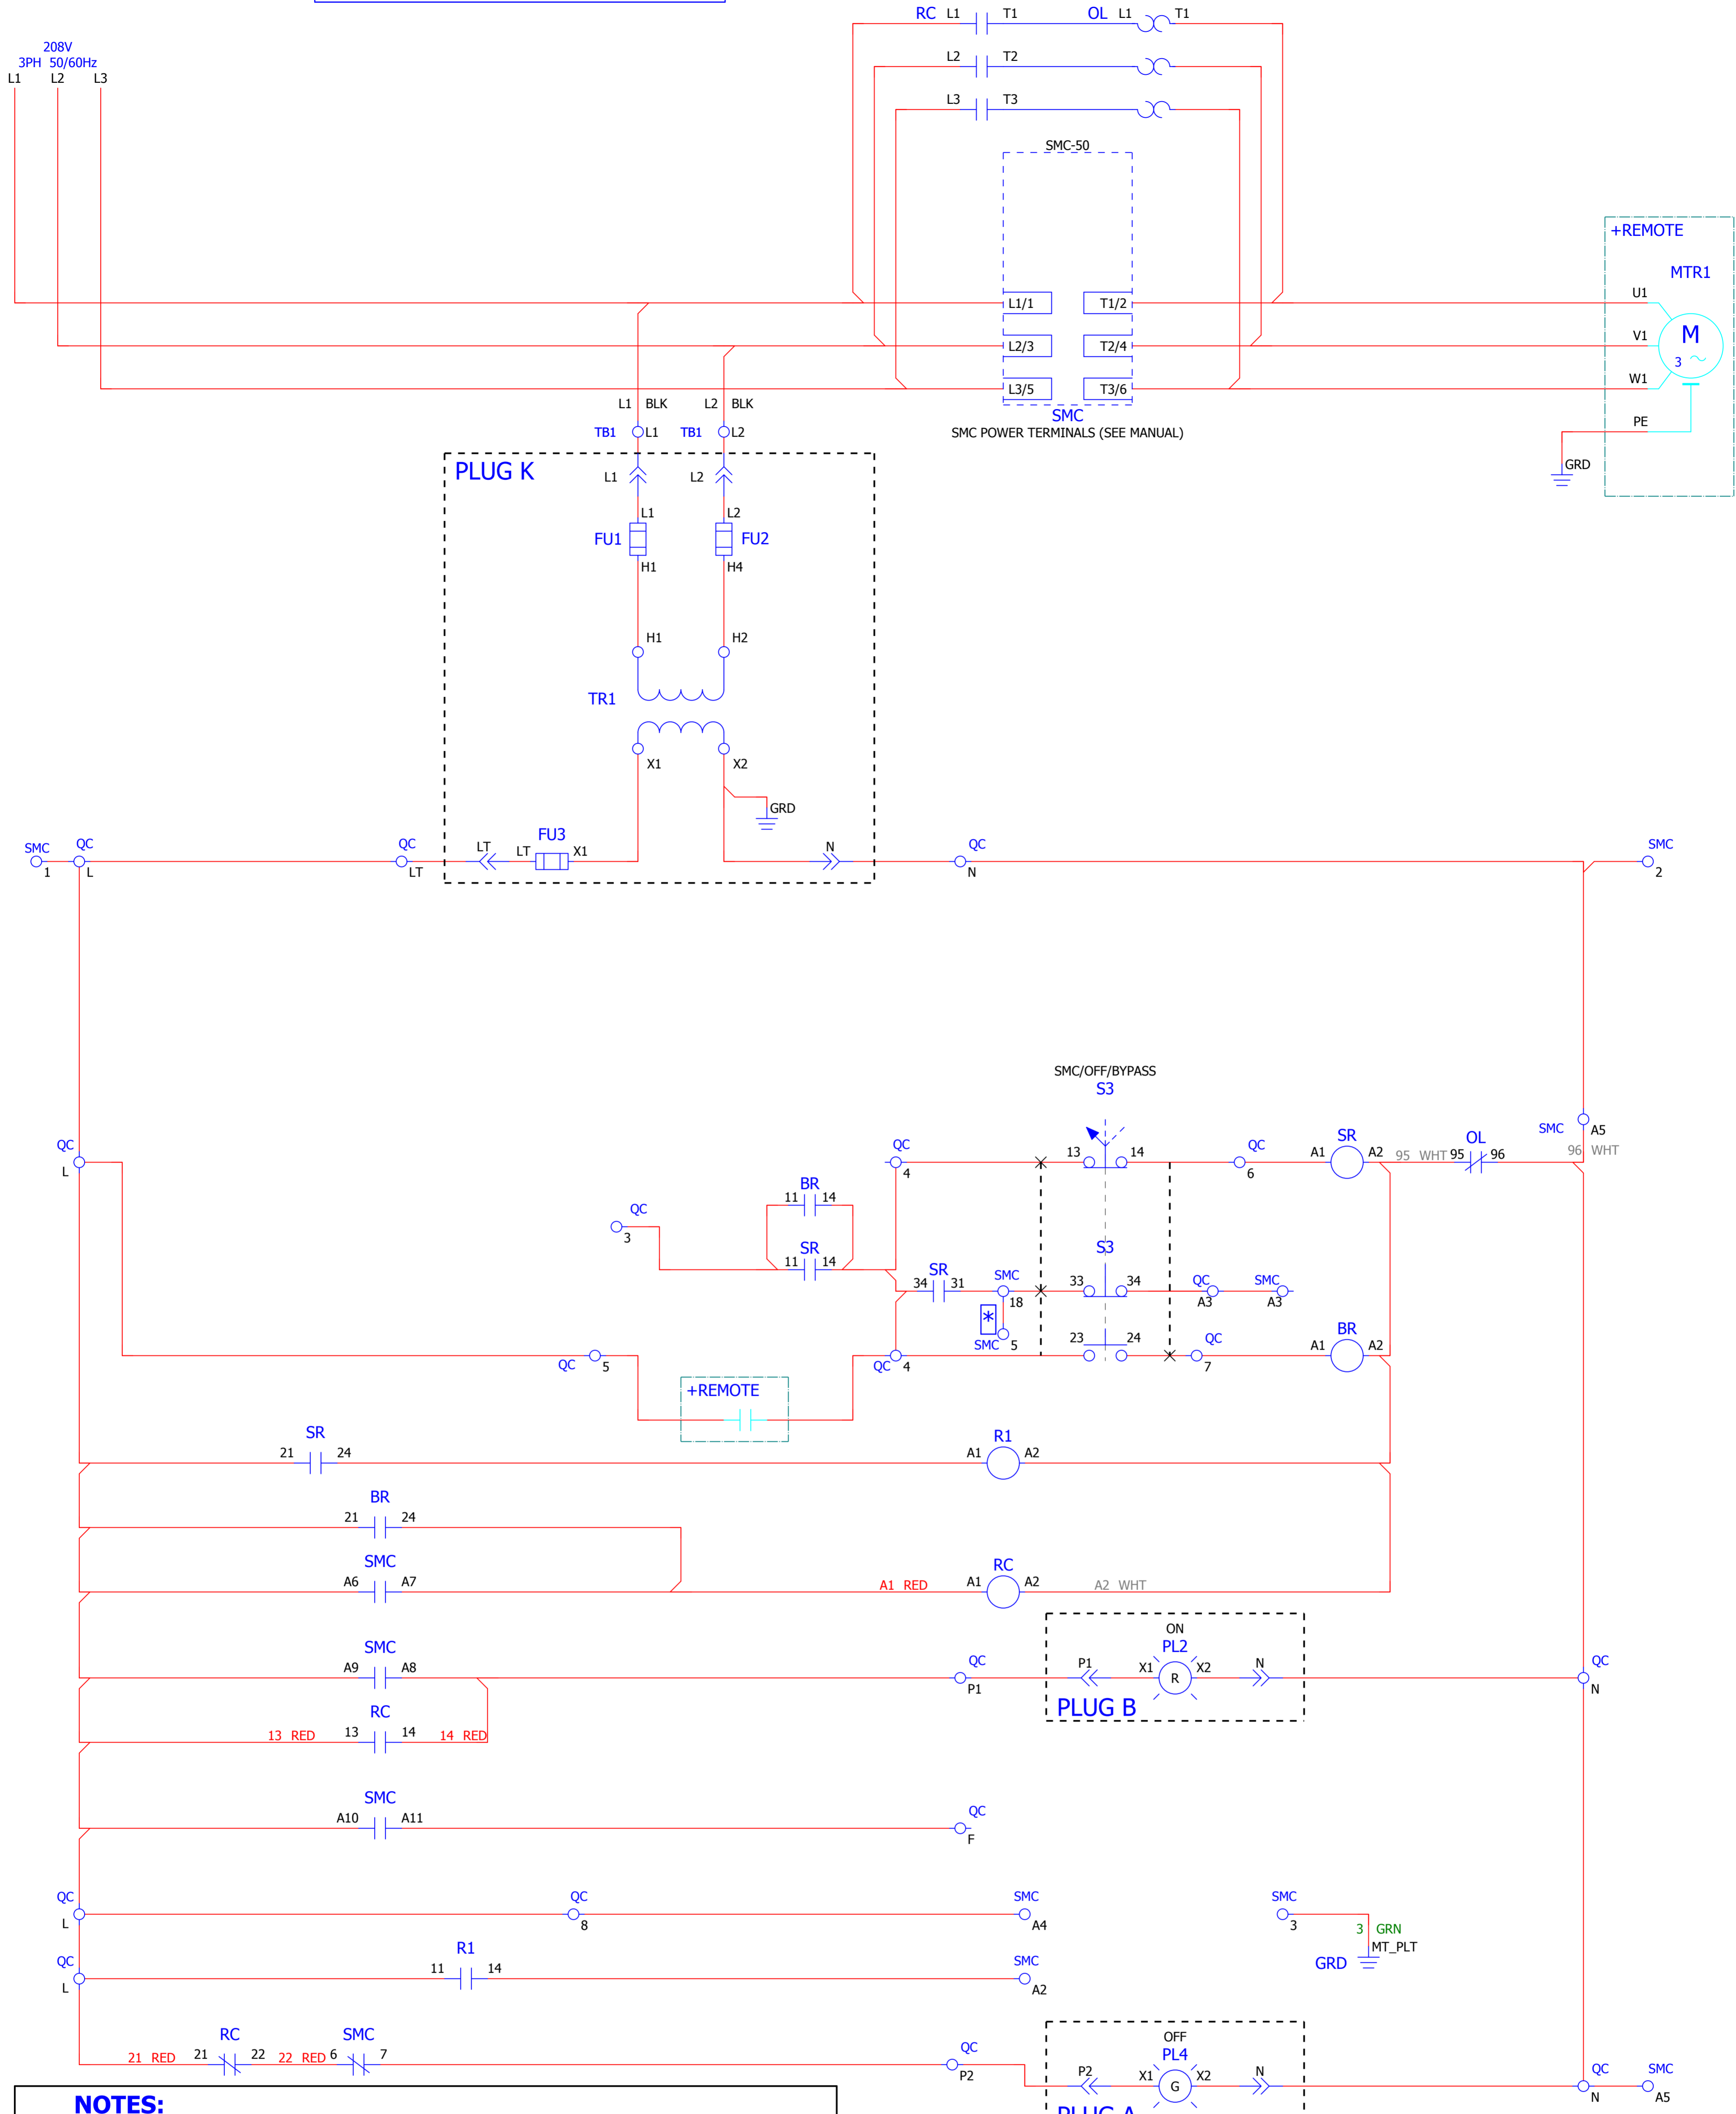 RC L1 T1 OL L1 T1
208V
3PH 50/60Hz
L1 L2 L3
L2 T2
L3 T3
SMC-50
+REMOTE
MTR1
L1/1 T1/2 U1
L2/3 T2/4 V1
M
3
L3/5 T3/6 W1
L1 BLK L2 BLK
SMC
PE
TB1 L1 TB1 L2
SMC POWER TERMINALS (SEE MANUAL)
PLUG K
L1 L2
GRD
L1 L2
FU1 FU2
H1 H4
H1 H2
TR1
X1 X2
GRD
SMC QC QC FU3 QC SMC
LT LT X1 N
1 L LT N 2
SMC/OFF/BYPASS
S3
SMC A5
QC QC 13 14 QC SR OL
A1 A2 95 WHT 95 96 96 WHT
L 4 6
BR
11 14
QC
3
SR S3
11 14
SR SMC QC SMC
34 31 33 34
18 A3 A3
*
SMC 5 23 24 QC BR
A1 A2
QC 5 QC 4 7
+REMOTE
SR R1
21 24 A1 A2
BR
21 24
SMC RC
A6 A7 A1 RED A1 A2 A2 WHT
ON
SMC PL2
A9 A8 QC P1 X1 R X2 N QC
P1 N
RC PLUG B
13 RED 13 14 14 RED
SMC
A10 A11 QC
F
QC QC SMC SMC
L 8 A4 3
3 GRN
MT_PLT
GRD
QC R1 SMC
11 14
L A2
RC SMC OFF
21 RED 21 22 22 RED 6 7 QC PL4
P2 P2 X1 G X2 N QC SMC
N A5
NOTES:
PLUG A